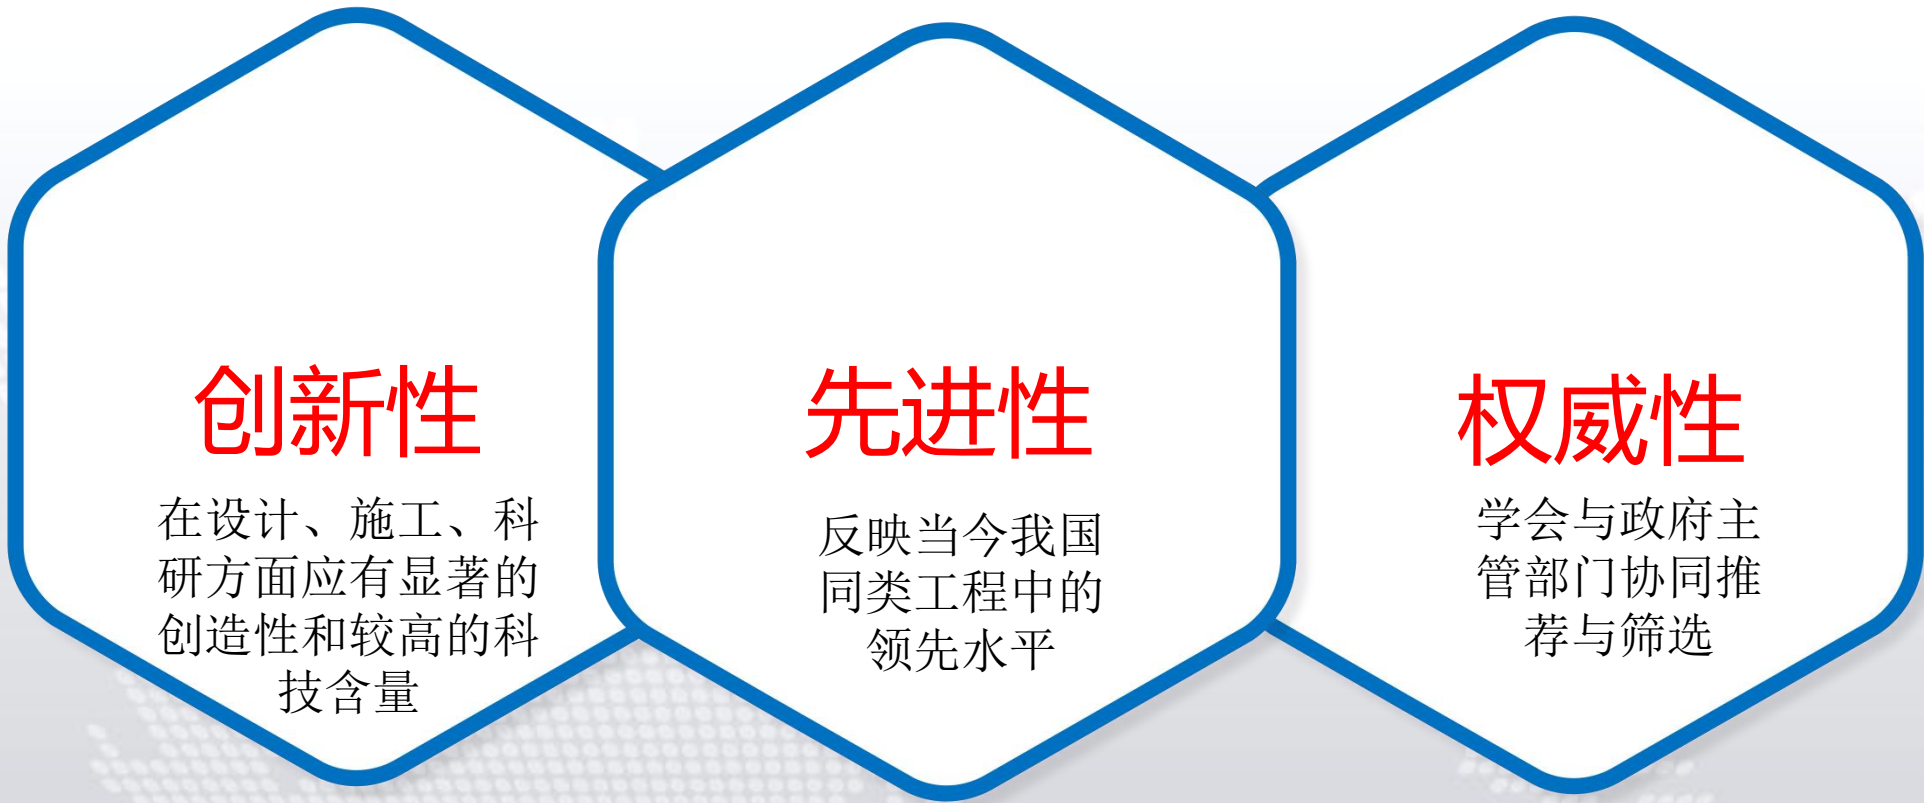 创新性
在设计、施工、科
研方面应有显著的
创造性和较高的科
技含量
先进性
反映当今我国
同类工程中的
领先水平
权威性
学会与政府主
管部门协同推
荐与筛选